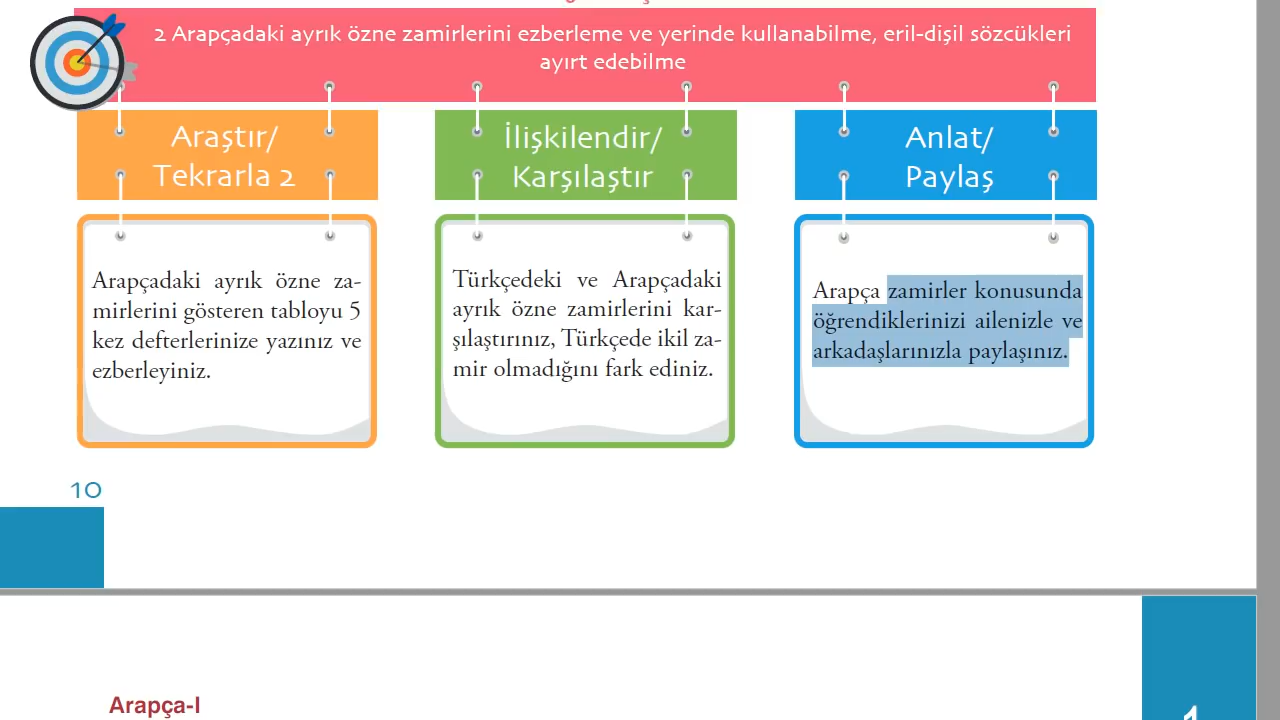 2 Arapçadaki ayrık özne zamirlerini ezberleme ve yerinde kullanabilme, eril-dişil sözcükleri
ayırt edebilme
Araştır/
Tekrarla 2
Arapçadaki ayrık özne za-
mirlerini gösteren tabloyu 5
kez defterlerinize yazınız ve
ezberleyiniz.
İlişkilendir/
Karşılaştır
Türkçedeki ve Arapçadaki
ayrık özne zamirlerini kar-
şılaştırınız, Türkçede ikil za-
mir olmadığını fark ediniz.
Anlat/
Paylaş
Arapça zamirler konusunda
öğrendiklerinizi ailenizle ve
arkadaşlarınızla paylaşınız.
10
Arapça-I